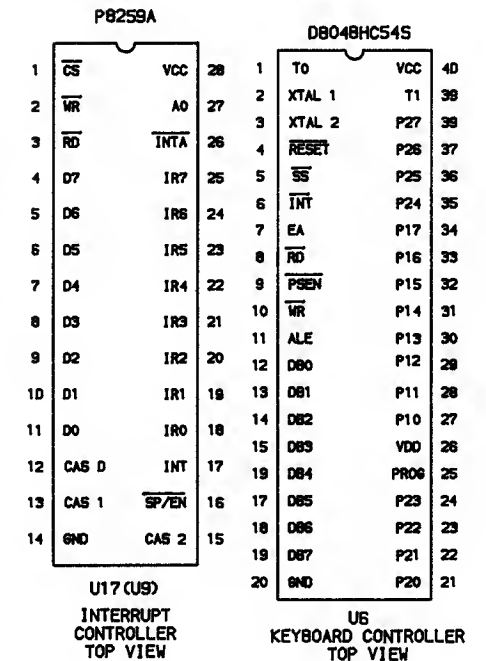 P8259A
1 CS VCC 28
2 WR A0 27
3 RD INTA 26
4 D7 IR7 25
5 D6 IR6 24
6 D5 IR5 23
7 D4 IR4 22
8 D3 IR3 21
9 D2 IR2 20
10 D1 IR1 19
11 D0 IR0 18
12 CAS 0 INT 17
13 CAS 1 SP/EN 16
14 GND CAS 2 15
U17 (U9)
INTERRUPT
CONTROLLER
TOP VIEW
D8048HC54S
1 T0 VCC 40
2 XTAL 1 T1 39
3 XTAL 2 P27 39
4 RESET P26 37
5 SS P25 36
6 INT P24 35
7 EA P17 34
8 RD P16 33
9 PSEN P15 32
10 WR P14 31
11 ALE P13 30
12 DB0 P12 29
13 DB1 P11 28
14 DB2 P10 27
15 DB3 VDD 26
19 DB4 PROG 25
17 DB5 P23 24
18 DB6 P22 23
19 DB7 P21 22
20 GND P20 21
U6
KEYBOARD CONTROLLER
TOP VIEW